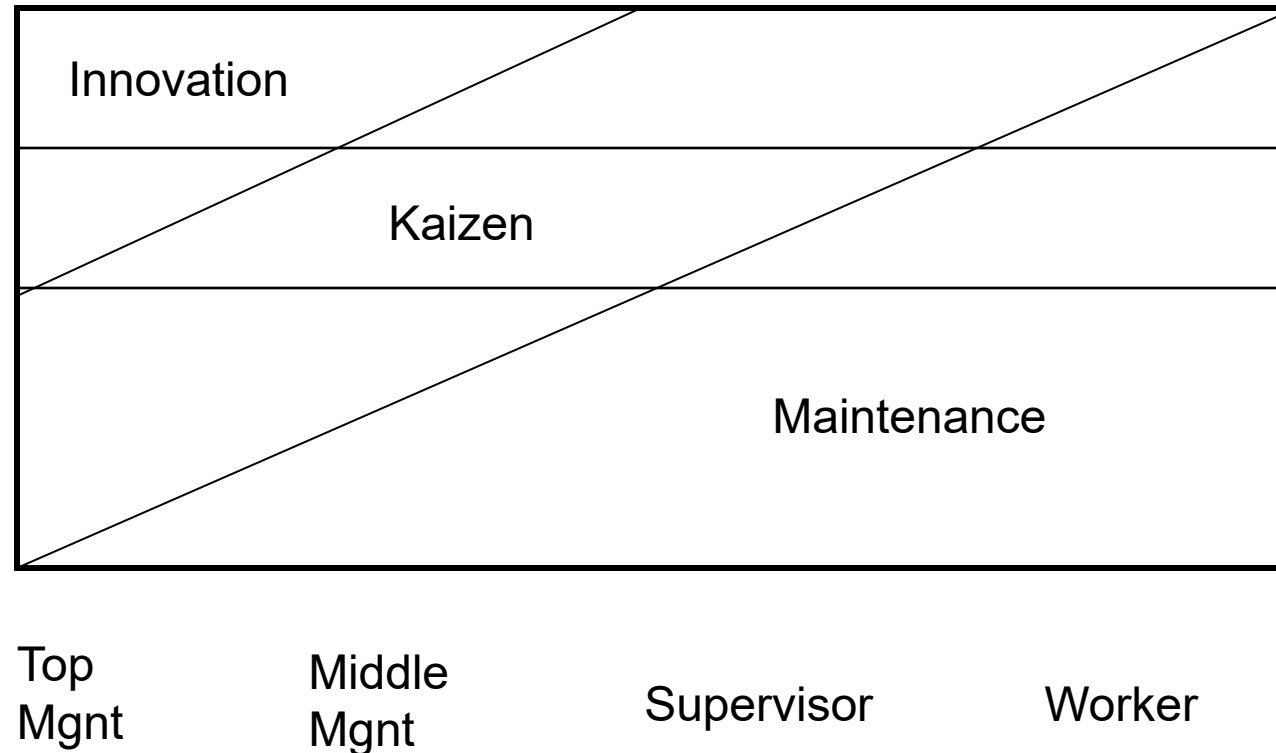 Innovation
Kaizen
Maintenance
Top
Mgnt
Middle
Mgnt
Supervisor
Worker